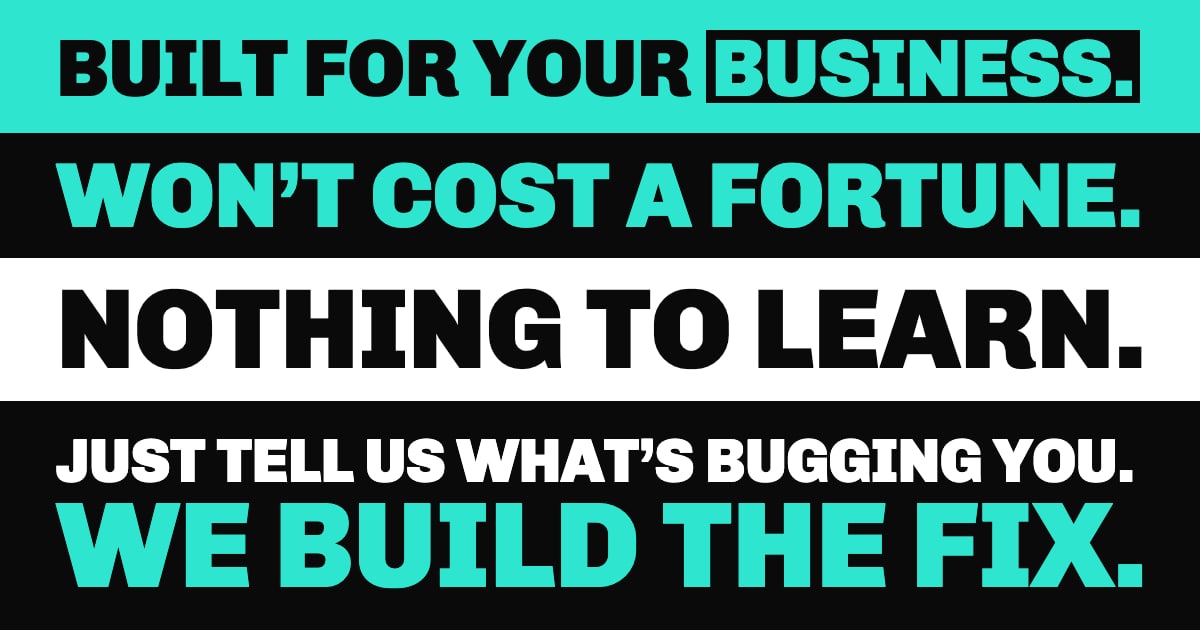 BUILT FOR YOUR BUSINESS.
WON’T COST A FORTUNE.
NOTHING TO LEARN.
JUST TELL US WHAT’S BUGGING YOU.
WE BUILD THE FIX.